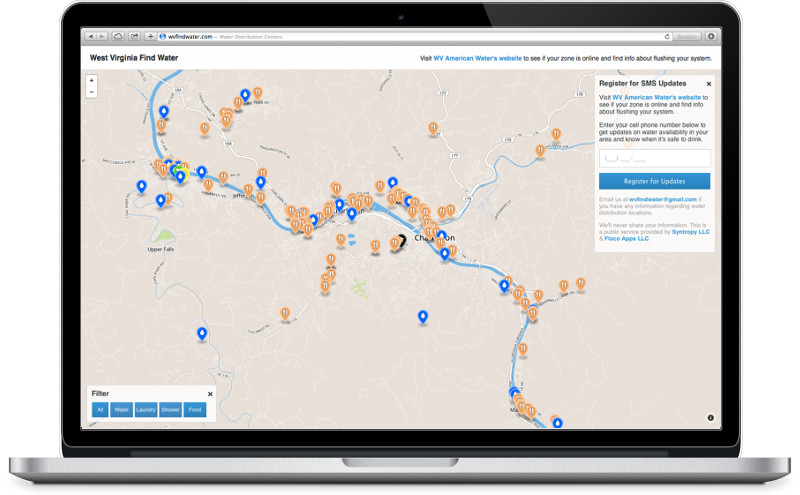 wvfindwater.com — Water Distribution Centers
Reader
West Virginia Find Water
Visit WV American Water's website to see if your zone is online and find info about flushing your system.
+
−
Register for SMS Updates
×
Visit WV American Water's website to
see if your zone is online and find info
about flushing your system.
Enter your cell phone number below to
get updates on water availability in your
area and know when it's safe to drink.
(__) ___-____
Register for Updates
Email us at wvfindwater@gmail.com if
you have any information regarding water
distribution locations.
We'll never share your information. This is
a public service provided by Syntropy LLC
& Floce Apps LLC.
Upper Falls
Filter
×
All Water Laundry Shower Food